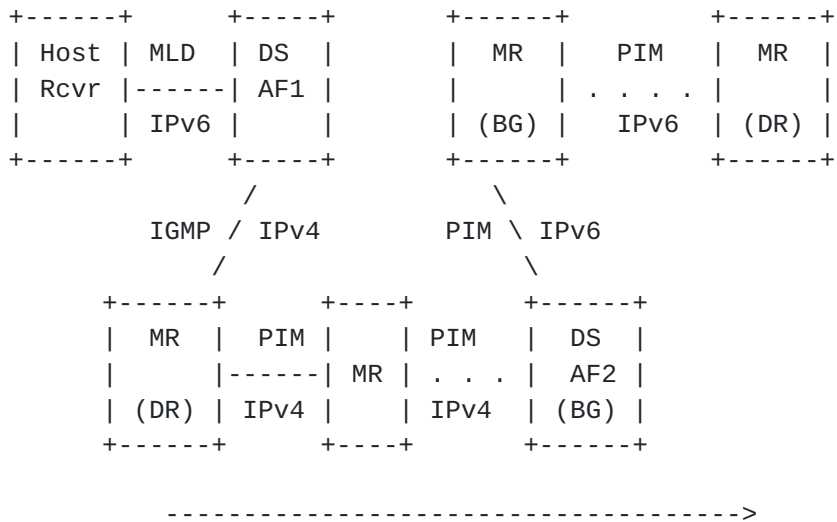 Host MLD DS MR PIM MR
Rcvr AF1
IPv6 (BG) IPv6 (DR)
IGMP IPv4 PIM IPv6
MR PIM PIM DS
MR AF2
(DR) IPv4 IPv4 (BG)